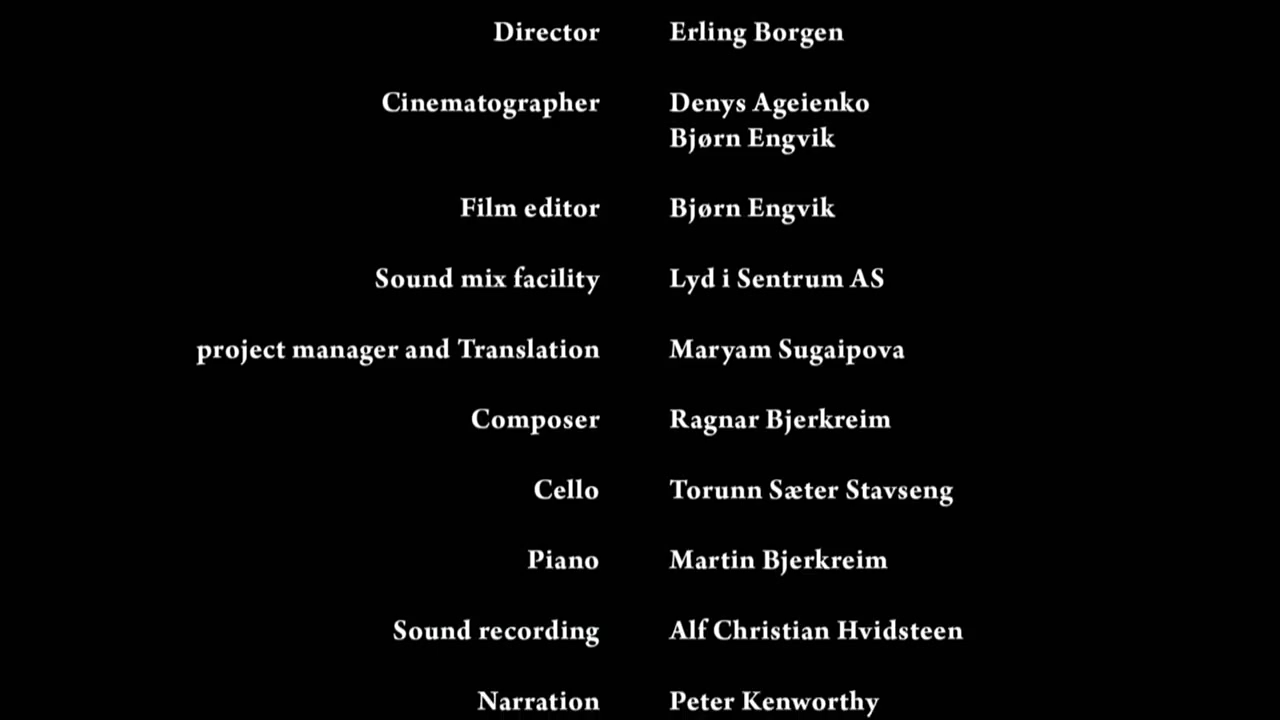 Director Erling Borgen
Cinematographer Denys Ageienko
Bjørn Engvik
Film editor Bjørn Engvik
Sound mix facility Lyd i Sentrum AS
project manager and Translation Maryam Sugaipova
Composer Ragnar Bjerkreim
Cello Torunn Sæter Stavseng
Piano Martin Bjerkreim
Sound recording Alf Christian Hvidsteen
Narration Peter Kenworthy